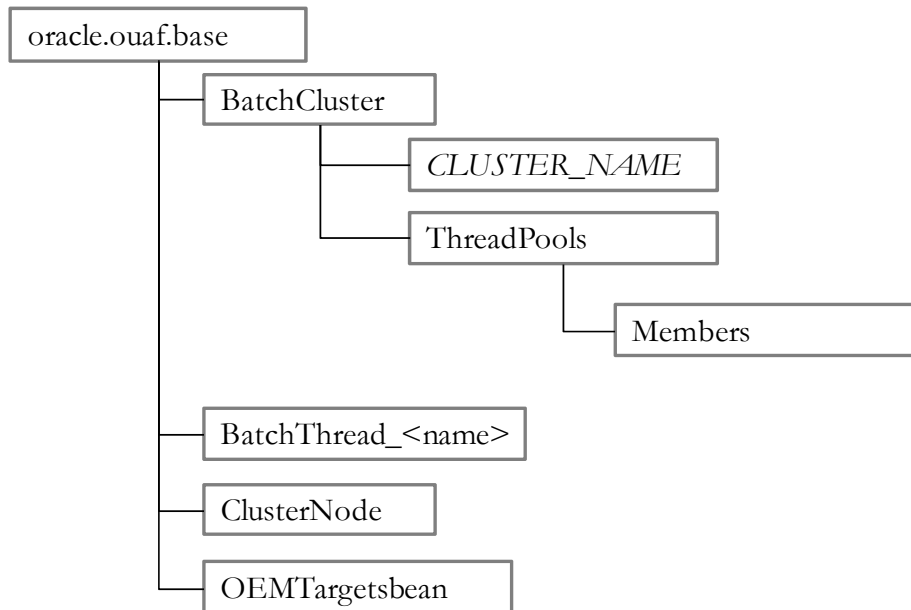 oracle.ouaf.base
BatchCluster
CLUSTER_NAME
ThreadPools
Members
BatchThread_<name>
ClusterNode
OEMTargetsbean